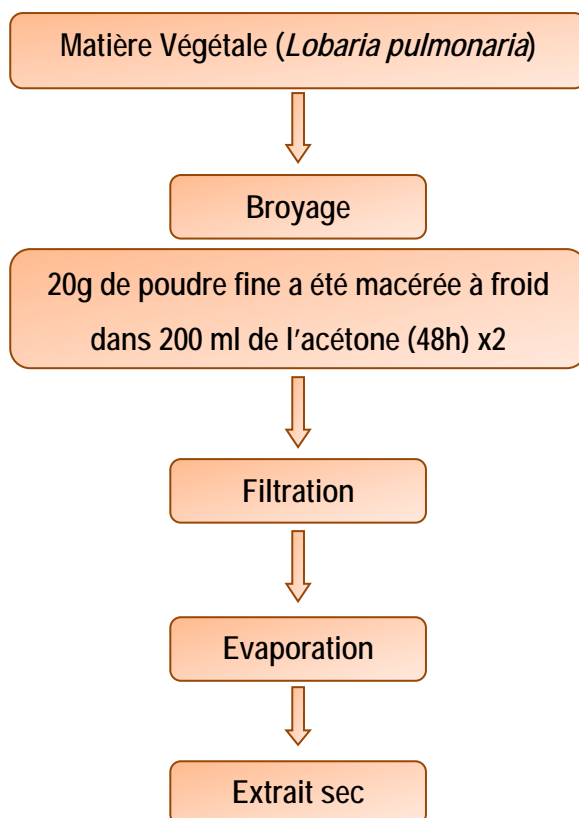 Matière Végétale (Lobaria pulmonaria)
Broyage
20g de poudre fine a été macérée à froid
dans 200 ml de l'acétone (48h) x2
Filtration
Evaporation
Extrait sec